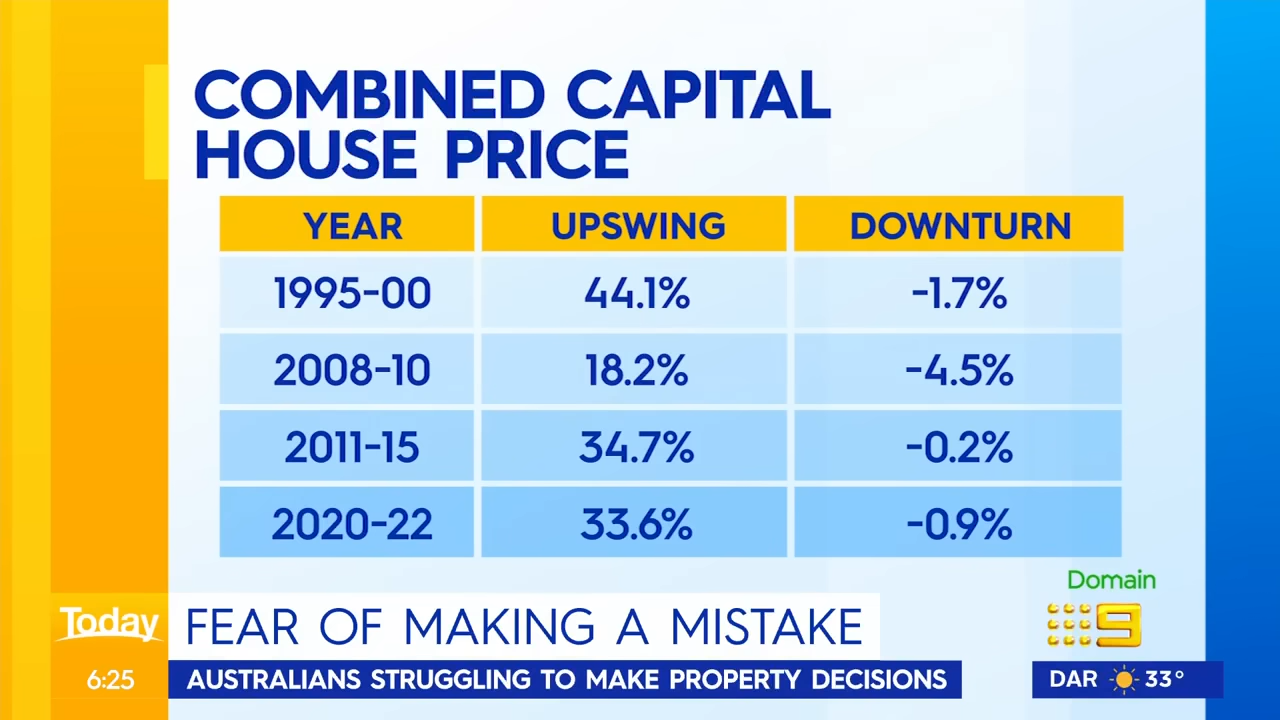 COMBINED CAPITAL
HOUSE PRICE
YEAR UPSWING DOWNTURN
1995-00 44.1% -1.7%
2008-10 18.2% -4.5%
2011-15 34.7% -0.2%
2020-22 33.6% -0.9%
Domain
9
Today
FEAR OF MAKING A MISTAKE
6:25
AUSTRALIANS STRUGGLING TO MAKE PROPERTY DECISIONS
DAR 33°